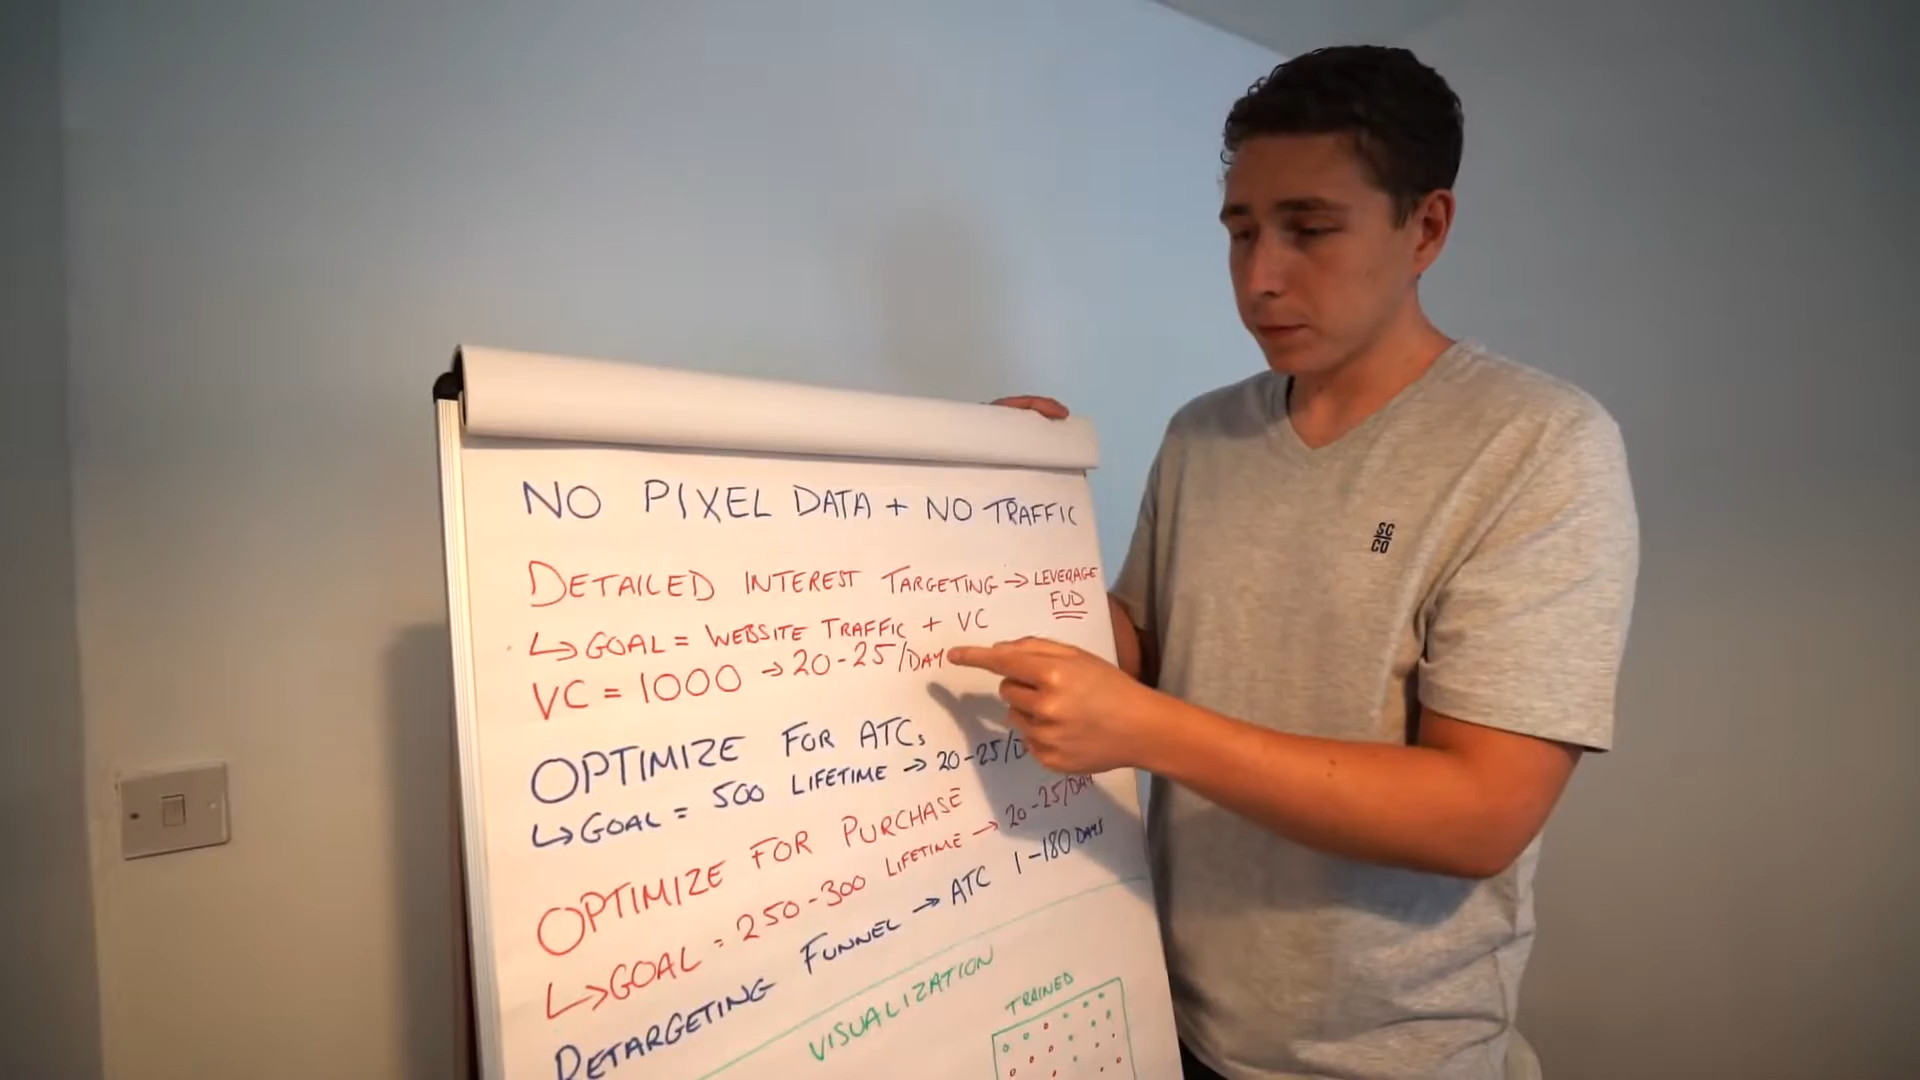 NO PIXEL DATA + NO TRAFFIC
DETAILED INTEREST TARGETING → LEVERAGE
FUD
↳ GOAL = WEBSITE TRAFFIC + VC
VC = 1000 → 20-25/DAY
OPTIMIZE FOR ATCs
↳ GOAL = 500 LIFETIME → 20-25/D
OPTIMIZE FOR PURCHASE
↳ GOAL = 250-300 LIFETIME → 20-25/DAY
RETARGETING FUNNEL → ATC 1-180 DAYS
VISUALIZATION
TRAINED
SC
CO